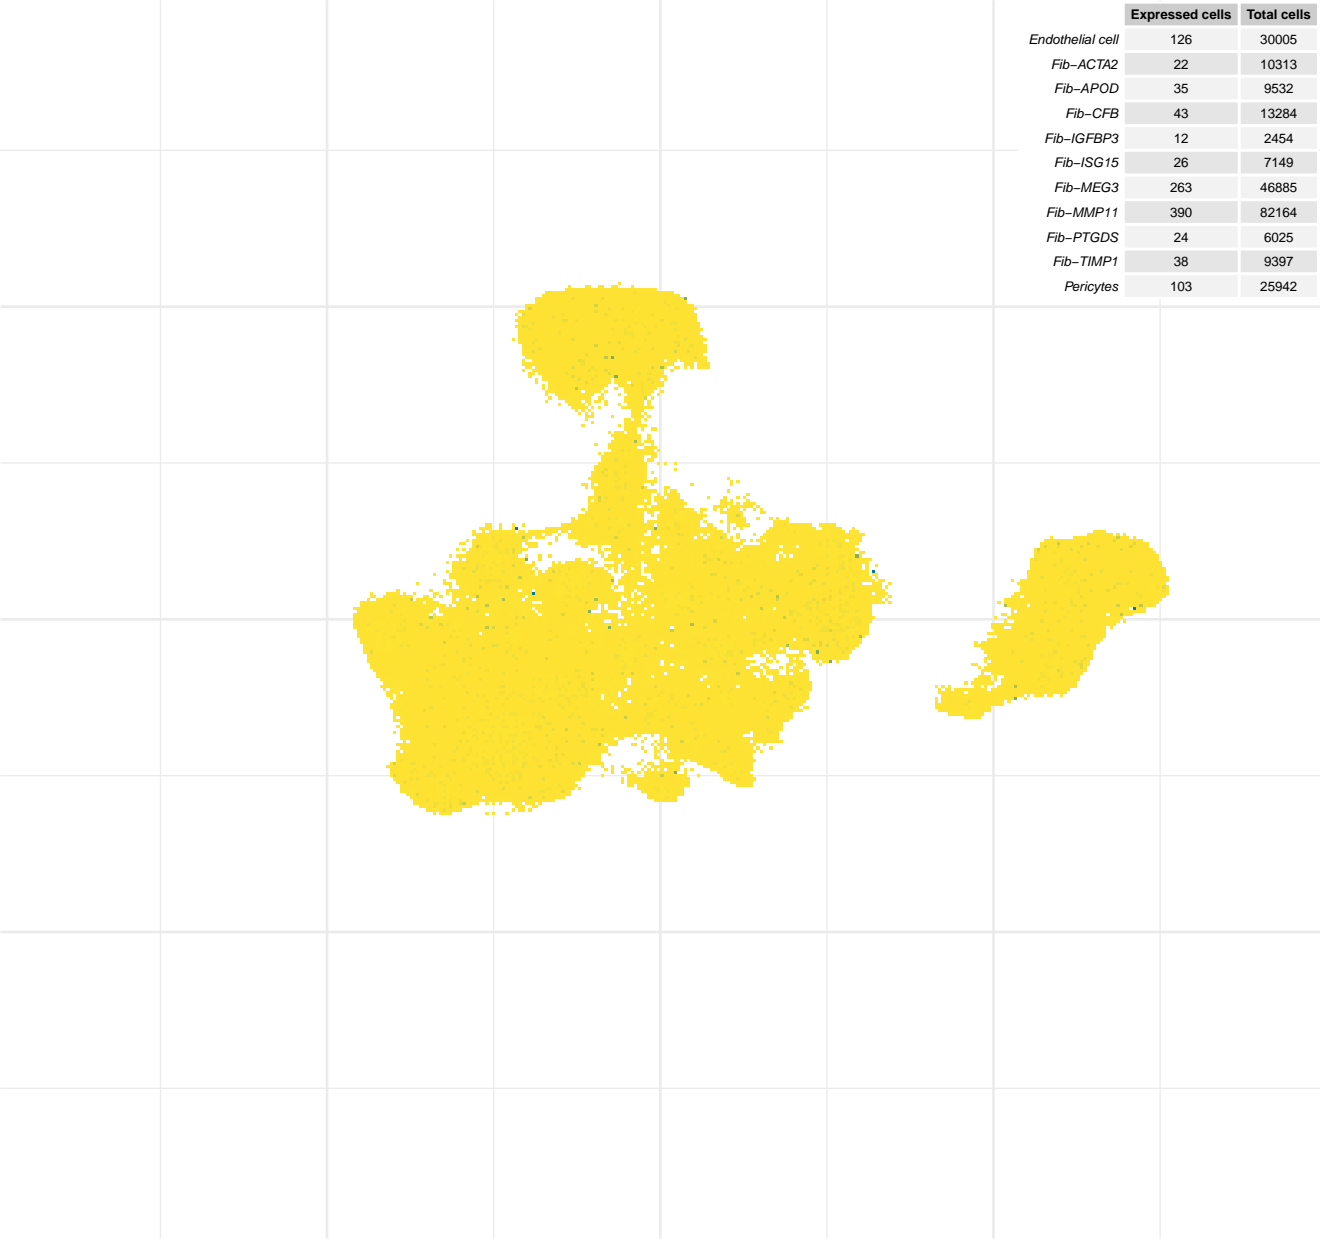 Expressed cells Total cells
Endothelial cell 126 30005
Fib−ACTA2 22 10313
Fib−APOD 35 9532
Fib−CFB 43 13284
Fib−IGFBP3 12 2454
Fib−ISG15 26 7149
Fib−MEG3 263 46885
Fib−MMP11 390 82164
Fib−PTGDS 24 6025
Fib−TIMP1 38 9397
Pericytes 103 25942